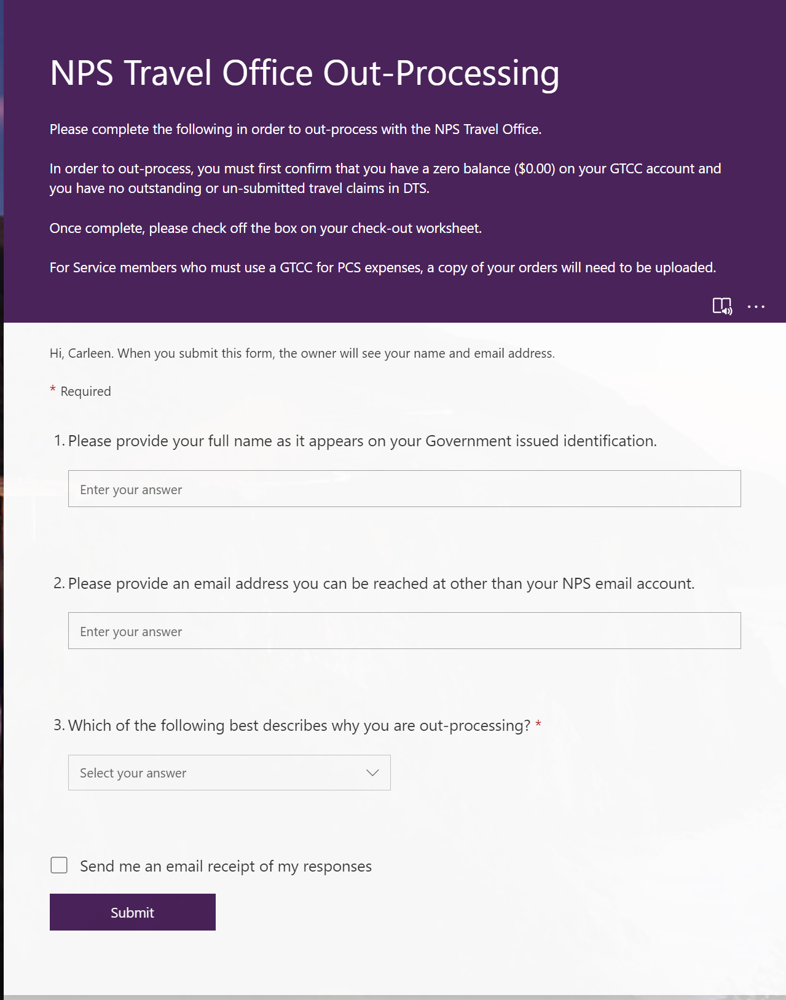 NPS Travel Office Out-Processing
Please complete the following in order to out-process with the NPS Travel Office.
In order to out-process, you must first confirm that you have a zero balance ($0.00) on your GTCC account and
you have no outstanding or un-submitted travel claims in DTS.
Once complete, please check off the box on your check-out worksheet.
For Service members who must use a GTCC for PCS expenses, a copy of your orders will need to be uploaded.
Hi, Carleen. When you submit this form, the owner will see your name and email address.
* Required
1. Please provide your full name as it appears on your Government issued identification.
Enter your answer
2. Please provide an email address you can be reached at other than your NPS email account.
Enter your answer
3. Which of the following best describes why you are out-processing? *
Select your answer
Send me an email receipt of my responses
Submit